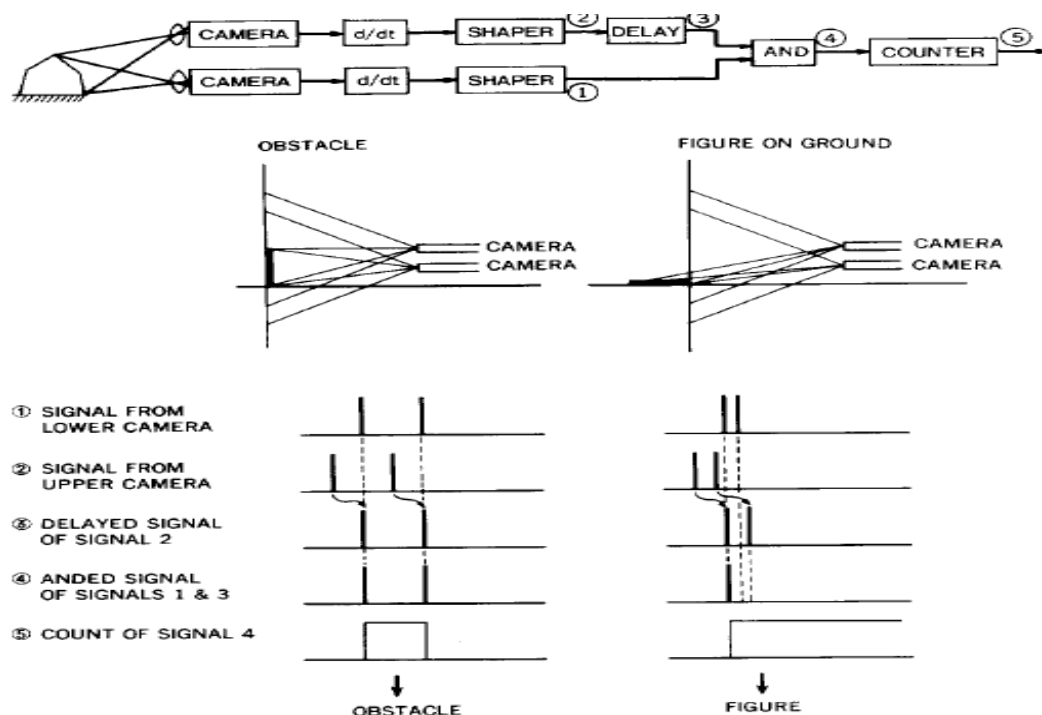 ② ③
CAMERA d/dt SHAPER DELAY
④ ⑤
AND COUNTER
CAMERA d/dt SHAPER
①
OBSTACLE FIGURE ON GROUND
CAMERA CAMERA
CAMERA CAMERA
① SIGNAL FROM
LOWER CAMERA
② SIGNAL FROM
UPPER CAMERA
③ DELAYED SIGNAL
OF SIGNAL 2
④ ANDED SIGNAL
OF SIGNALS 1 & 3
⑤ COUNT OF SIGNAL 4
OBSTACLE FIGURE